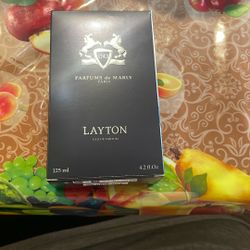 PARFUMS de MARLY
PARIS
LAYTON
125 ml 4.2 fl. Oz